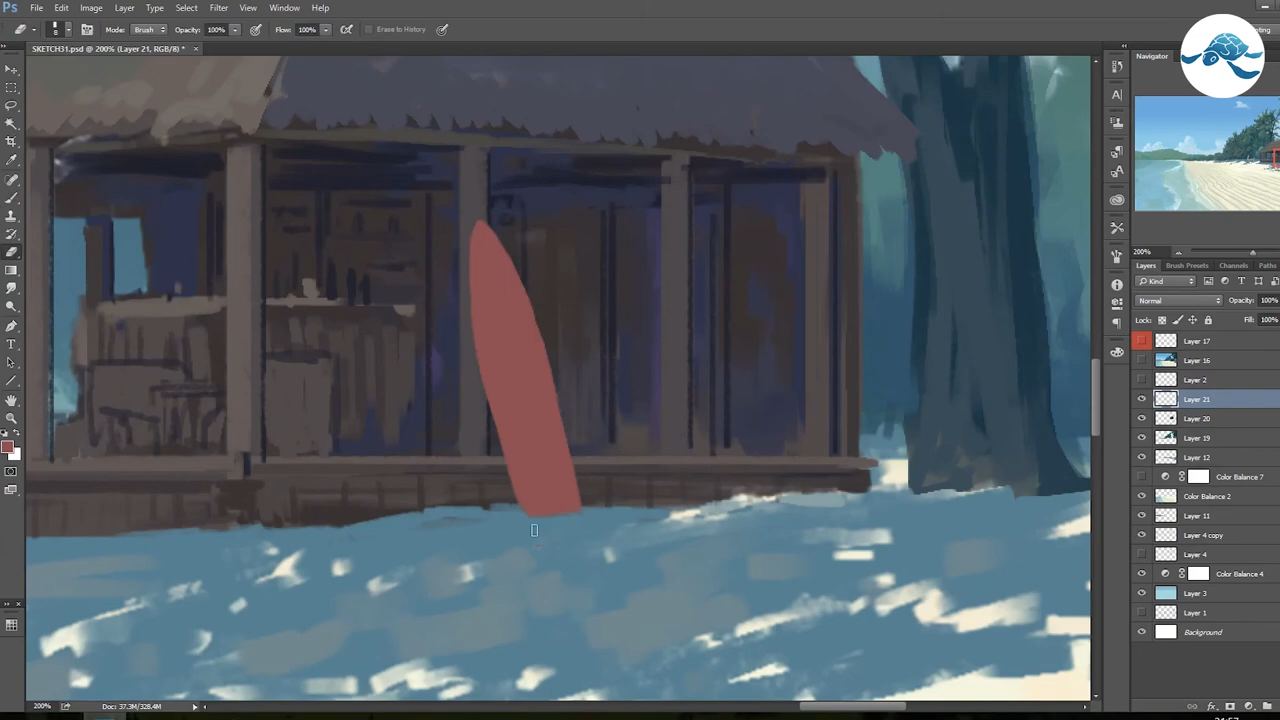 Ps File Edit Image Layer Type Select Filter View Window Help
8 Mode: Brush Opacity: 100% Flow: 100% Erase to History
SKETCH31.psd @ 200% (Layer 21, RGB/8) * ×
Navigator
200%
Layers Brush Presets Channels Paths
Kind
Normal Opacity: 100%
Lock: Fill: 100%
Layer 17
Layer 16
Layer 2
Layer 21
Layer 20
Layer 19
Layer 12
Color Balance 7
Color Balance 2
Layer 11
Layer 4 copy
Layer 4
Color Balance 4
Layer 3
Layer 1
Background
200% Doc: 37.3M/328.4M